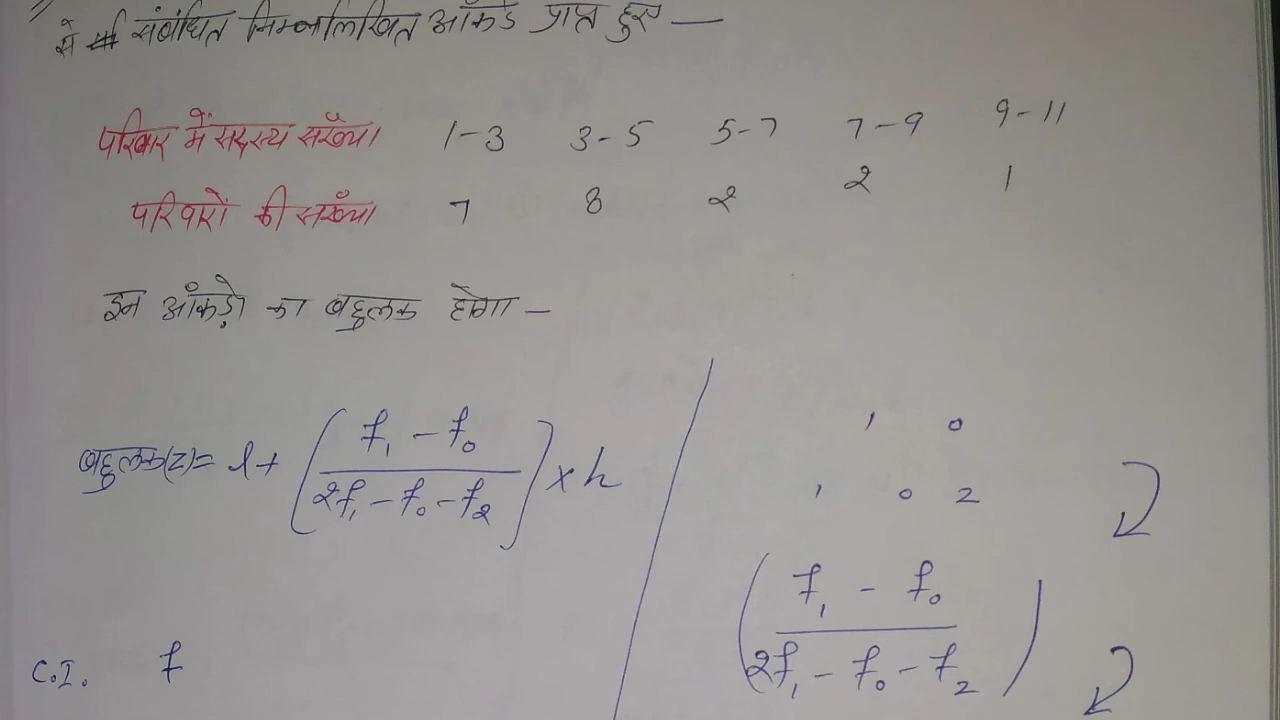 से संबंधित निम्नलिखित आँकड़े प्राप्त हुए —
परिवार में सदस्य सँख्या 1-3 3-5 5-7 7-9 9-11
परिवारों की सँख्या 7 8 2 2 1
इन आँकड़ो का बहुलक होगा —
बहुलक(z)= l+ (f₁ - f₀ / 2f₁ - f₀ - f₂) × h
1 0
1 0 2
(f₁ - f₀ / 2f₁ - f₀ - f₂)
C.I. f